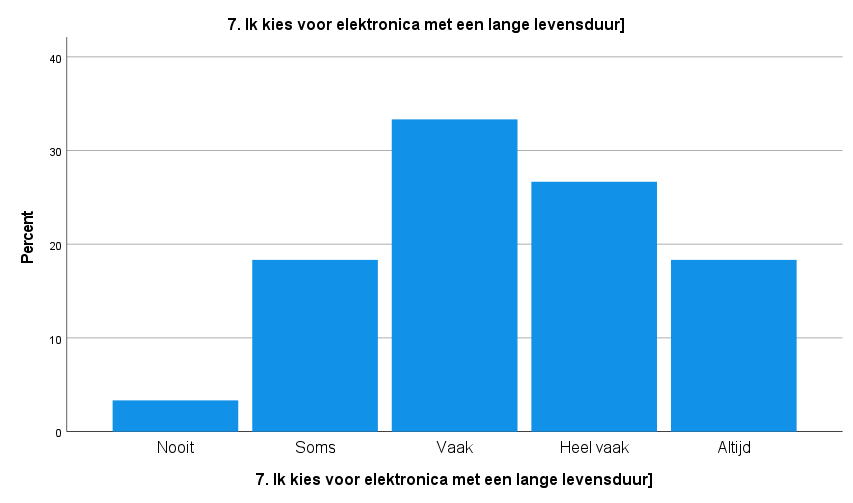 7. Ik kies voor elektronica met een lange levensduur]
40
30
20
10
0
Percent
Nooit
Soms
Vaak
Heel vaak
Altijd
7. Ik kies voor elektronica met een lange levensduur]